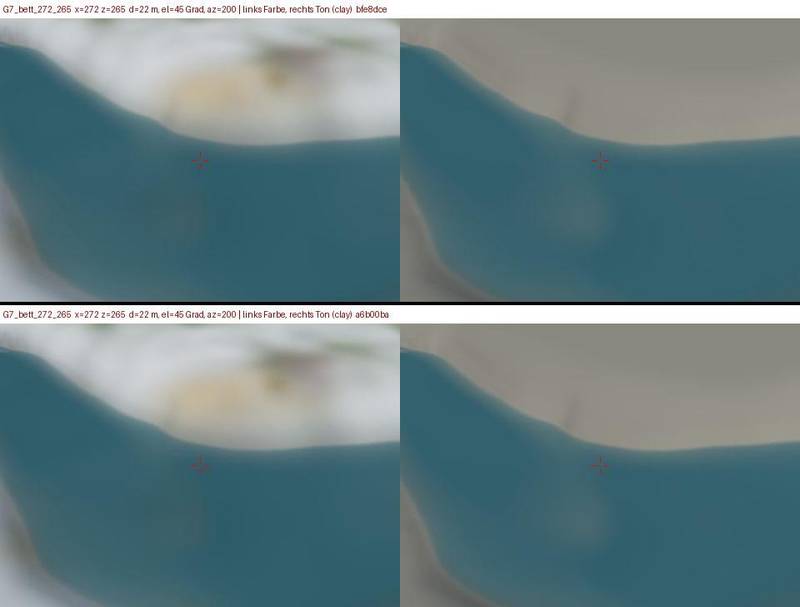 G7_bett_272_265 x=272 z=265 d=22 m, el=45 Grad, az=200 | links Farbe, rechts Ton (clay) bfe8dce
G7_bett_272_265 x=272 z=265 d=22 m, el=45 Grad, az=200 | links Farbe, rechts Ton (clay) a6b00ba